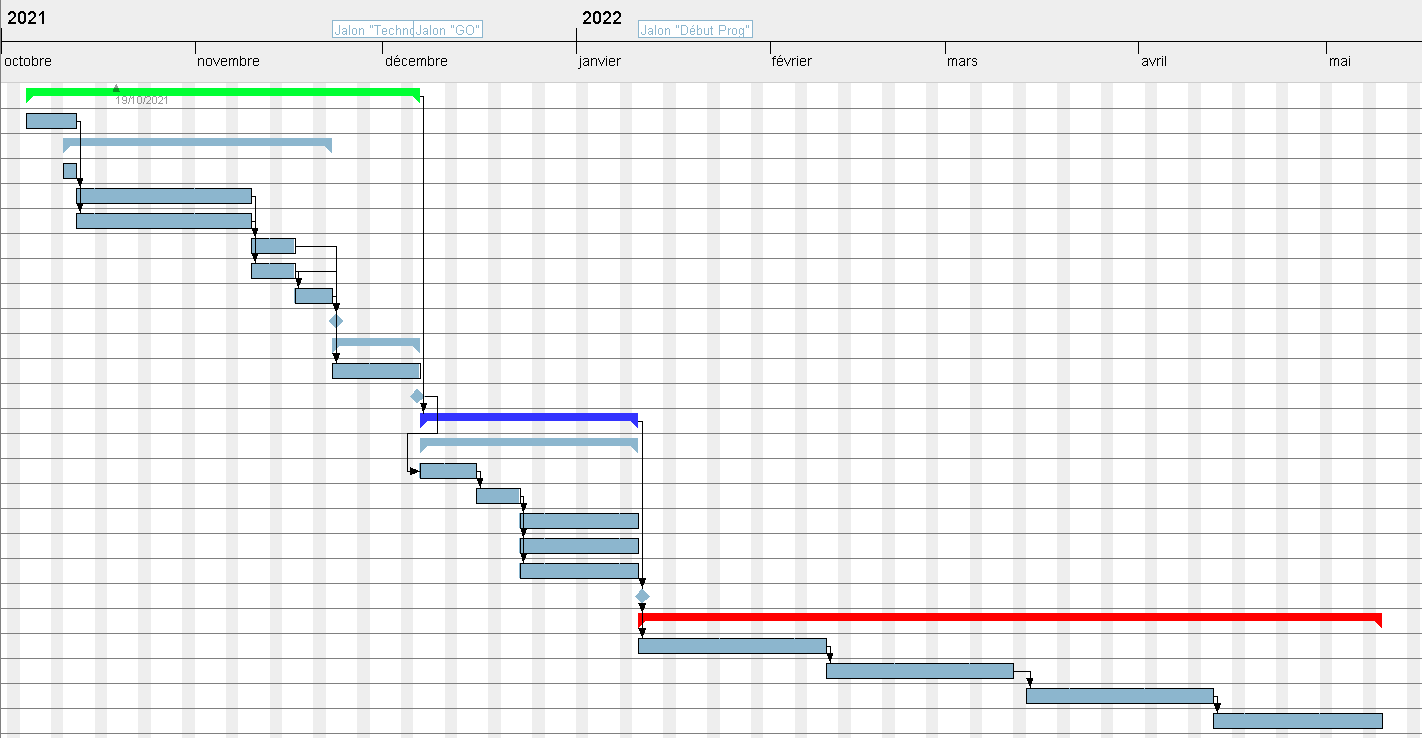 2021
2022
Jalon "Techno
Jalon "GO"
Jalon "Début Prog"
octobre
novembre
décembre
janvier
février
mars
avril
mai
19/10/2021